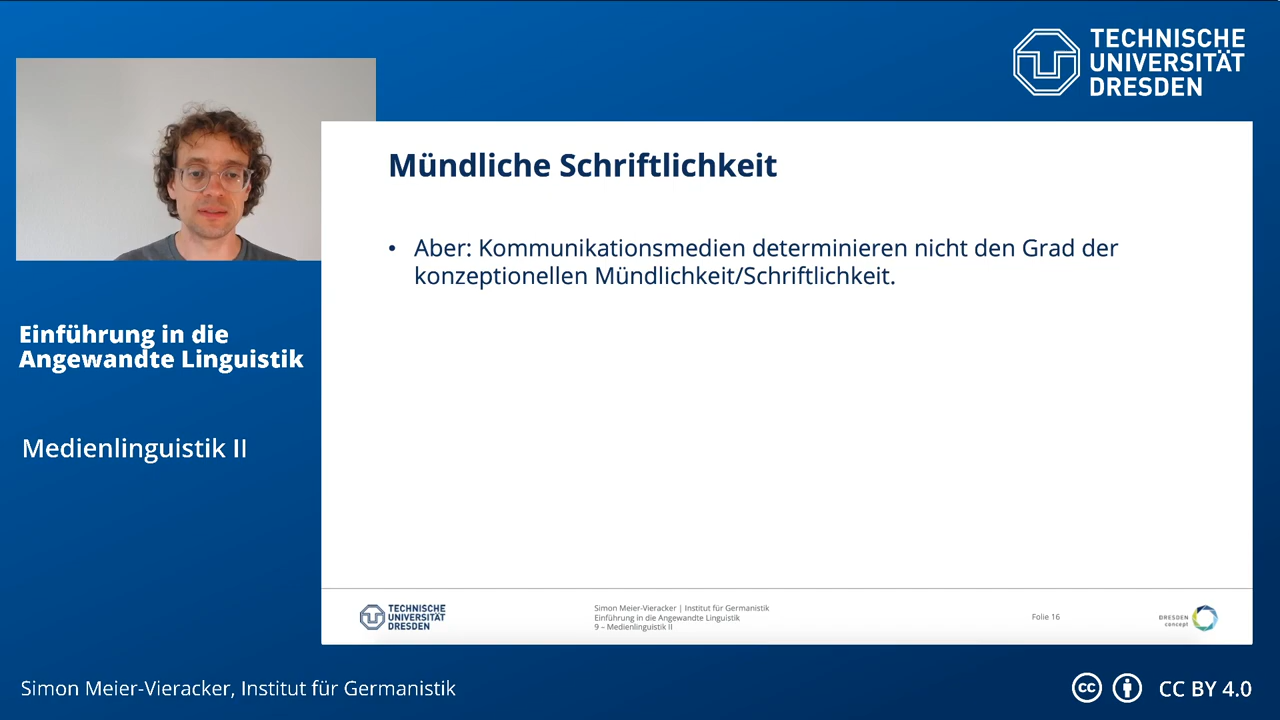 TECHNISCHE
UNIVERSITÄT
DRESDEN
Mündliche Schriftlichkeit
• Aber: Kommunikationsmedien determinieren nicht den Grad der
konzeptionellen Mündlichkeit/Schriftlichkeit.
Einführung in die
Angewandte Linguistik
Medienlinguistik II
TECHNISCHE
UNIVERSITÄT
DRESDEN
Simon Meier-Vieracker | Institut für Germanistik
Einführung in die Angewandte Linguistik
9 – Medienlinguistik II
Folie 16
DRESDEN
concept
Simon Meier-Vieracker, Institut für Germanistik
cc
CC BY 4.0